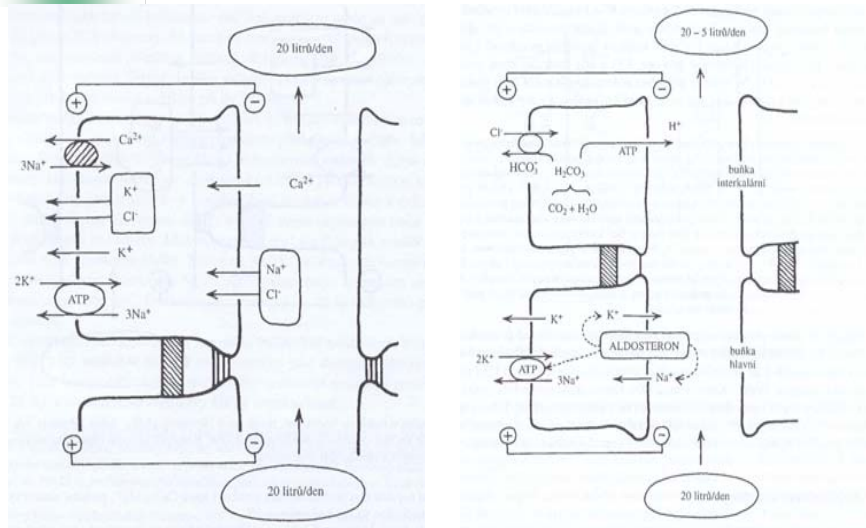 20 litrů/den
+
−
Ca²⁺
3Na⁺
Ca²⁺
K⁺
Cl⁻
K⁺
Na⁺
Cl⁻
2K⁺
ATP
3Na⁺
+
−
20 litrů/den
20 – 5 litrů/den
+
−
Cl⁻
H⁺
ATP
HCO₃⁻
H₂CO₃
CO₂ + H₂O
buňka
interkalární
K⁺
K⁺
ALDOSTERON
2K⁺
ATP
3Na⁺
Na⁺
buňka
hlavní
+
−
20 litrů/den